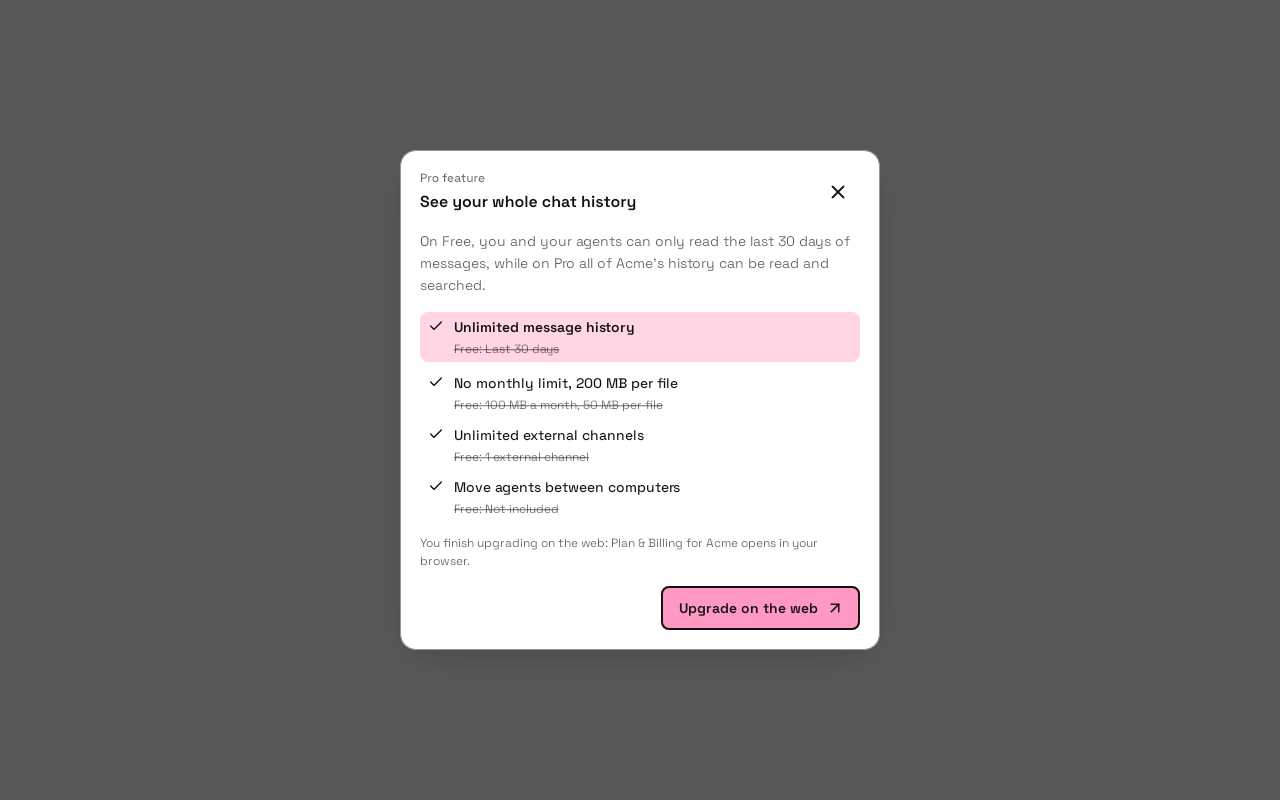 Pro feature
See your whole chat history
On Free, you and your agents can only read the last 30 days of
messages, while on Pro all of Acme's history can be read and
searched.
Unlimited message history
Free: Last 30 days
No monthly limit, 200 MB per file
Free: 100 MB a month, 50 MB per file
Unlimited external channels
Free: 1 external channel
Move agents between computers
Free: Not included
You finish upgrading on the web: Plan & Billing for Acme opens in your
browser.
Upgrade on the web